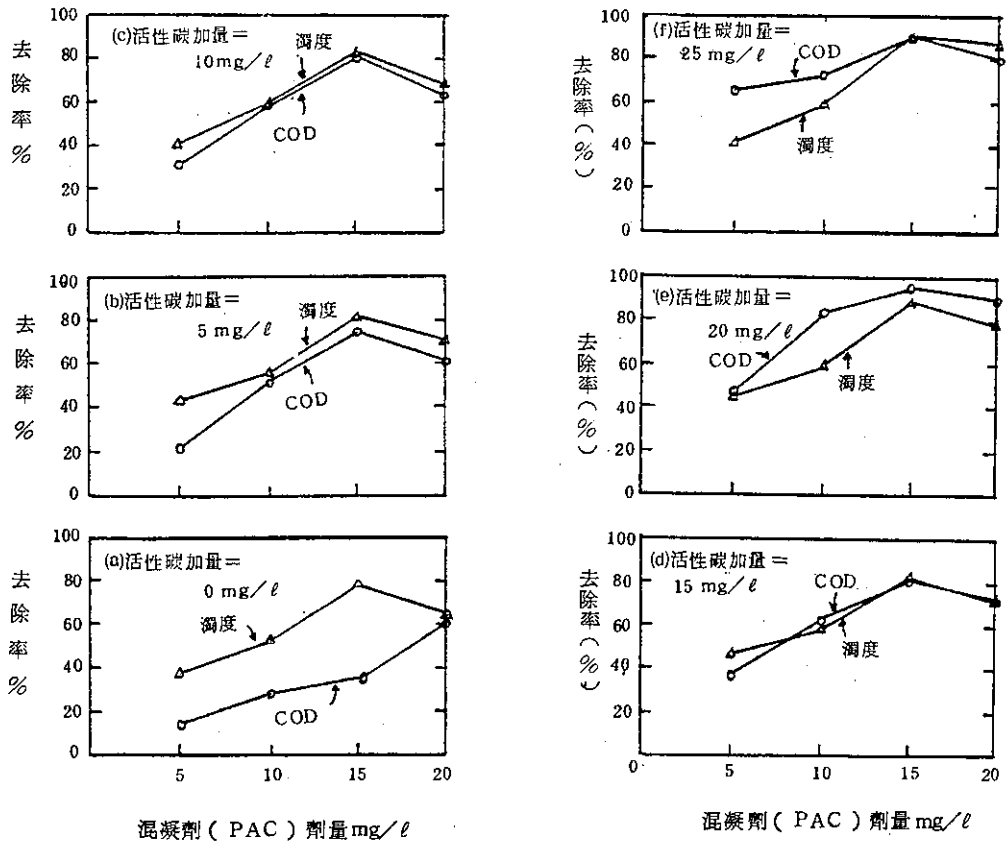 去除率%
100
80
60
40
20
0
(c)活性碳加量=
10 mg/ℓ
濁度
COD
去除率%
100
80
60
40
20
0
(b)活性碳加量=
5 mg/ℓ
濁度
COD
去除率%
100
80
60
40
20
0
(a)活性碳加量=
0 mg/ℓ
濁度
COD
5 10 15 20
混凝劑(PAC)劑量mg/ℓ
去除率(%)
100
80
60
40
20
0
(f)活性碳加量=
25 mg/ℓ
COD
濁度
去除率(%)
100
80
60
40
20
0
(e)活性碳加量=
20 mg/ℓ
COD
濁度
去除率(%)
100
80
60
40
20
0
(d)活性碳加量=
15 mg/ℓ
COD
濁度
5 10 15 20
混凝劑(PAC)劑量mg/ℓ